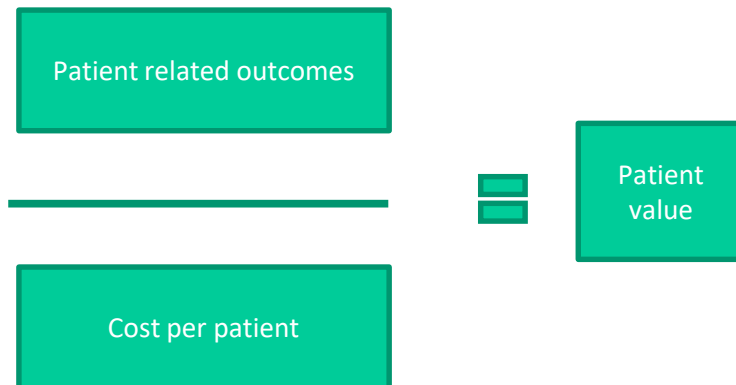 Patient related outcomes
Patient
value
Cost per patient